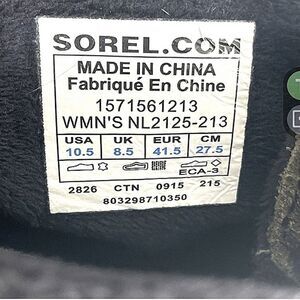 SOREL.COM
MADE IN CHINA
Fabriqué En Chine
1571561213
WMN'S NL2125-213
USA UK EUR CM
10.5 8.5 41.5 27.5
ECA-3
2826 CTN 0915 215
803298710350